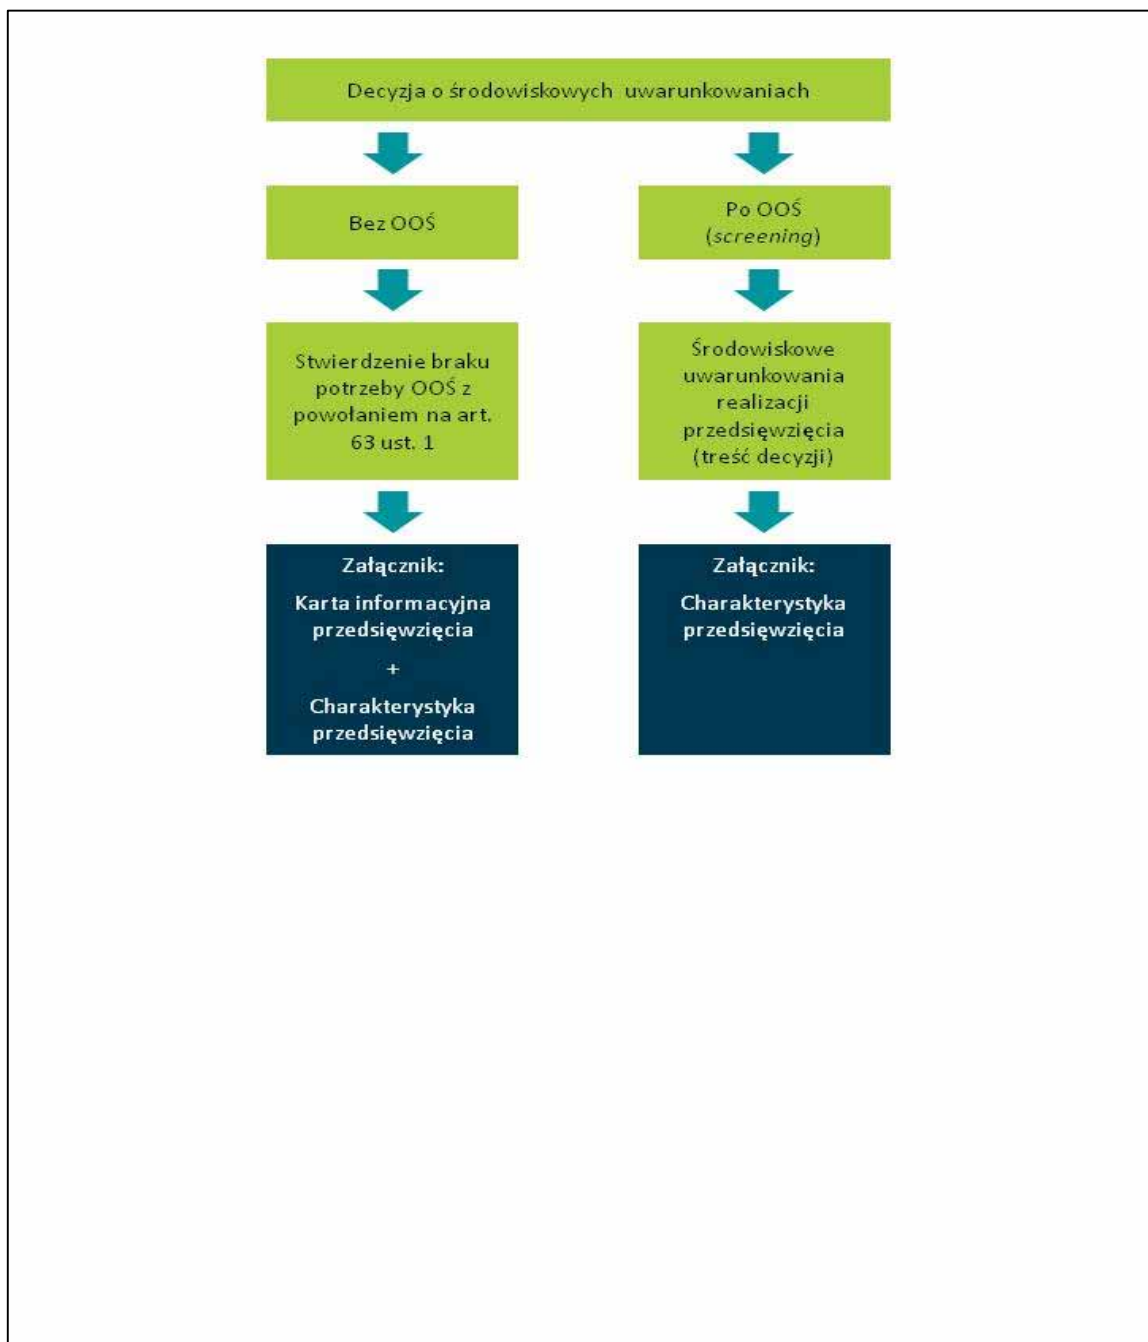 Decyzja o środowiskowych uwarunkowaniach
Bez OOŚ
Po OOŚ
(screening)
Stwierdzenie braku
potrzeby OOŚ z
powołaniem na art.
63 ust. 1
Środowiskowe
uwarunkowania
realizacji
przedsięwzięcia
(treść decyzji)
Załącznik:
Karta informacyjna
przedsięwzięcia
+
Charakterystyka
przedsięwzięcia
Załącznik:
Charakterystyka
przedsięwzięcia